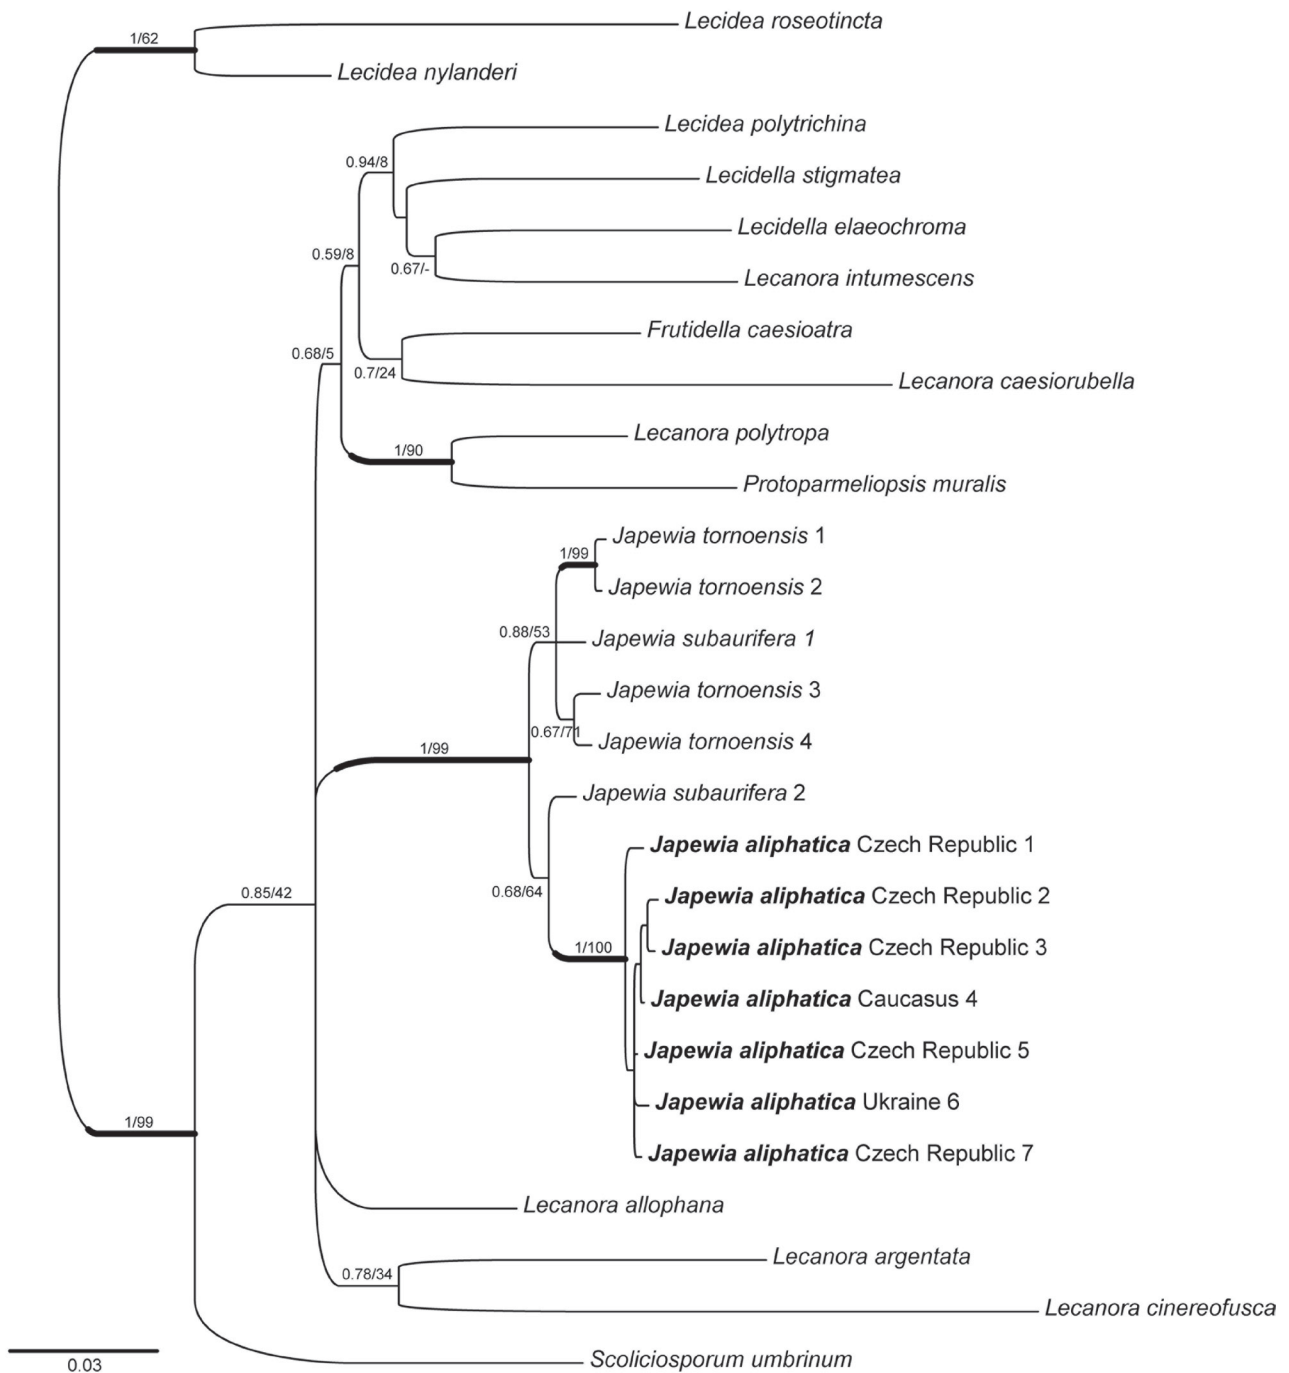 Lecidea roseotincta
1/62
Lecidea nylanderi
Lecidea polytrichina
0.94/8
Lecidella stigmatea
Lecidella elaeochroma
0.59/8
0.67/-
Lecanora intumescens
Frutidella caesioatra
0.68/5
0.7/24
Lecanora caesiorubella
Lecanora polytropa
1/90
Protoparmeliopsis muralis
Japewia tornoensis 1
1/99
Japewia tornoensis 2
0.88/53
Japewia subaurifera 1
Japewia tornoensis 3
0.67/71
Japewia tornoensis 4
1/99
Japewia subaurifera 2
Japewia aliphatica Czech Republic 1
0.85/42
0.68/64
Japewia aliphatica Czech Republic 2
1/100
Japewia aliphatica Czech Republic 3
Japewia aliphatica Caucasus 4
Japewia aliphatica Czech Republic 5
Japewia aliphatica Ukraine 6
1/99
Japewia aliphatica Czech Republic 7
Lecanora allophana
Lecanora argentata
0.78/34
Lecanora cinereofusca
Scoliciosporum umbrinum
0.03